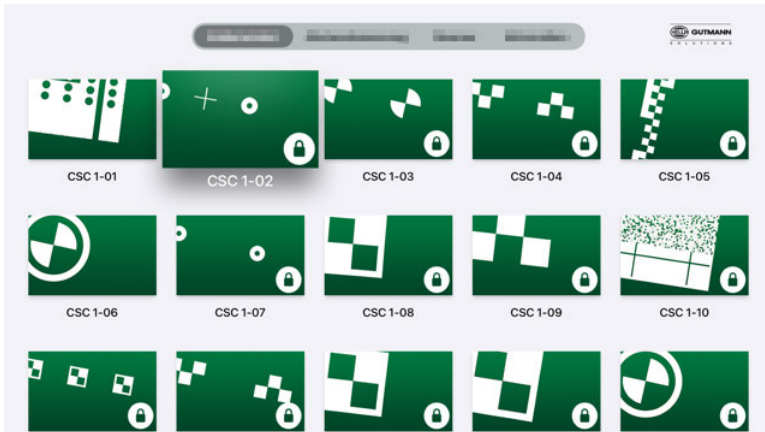 HELLA GUTMANN
SOLUTIONS
CSC 1-01
CSC 1-02
CSC 1-03
CSC 1-04
CSC 1-05
CSC 1-06
CSC 1-07
CSC 1-08
CSC 1-09
CSC 1-10